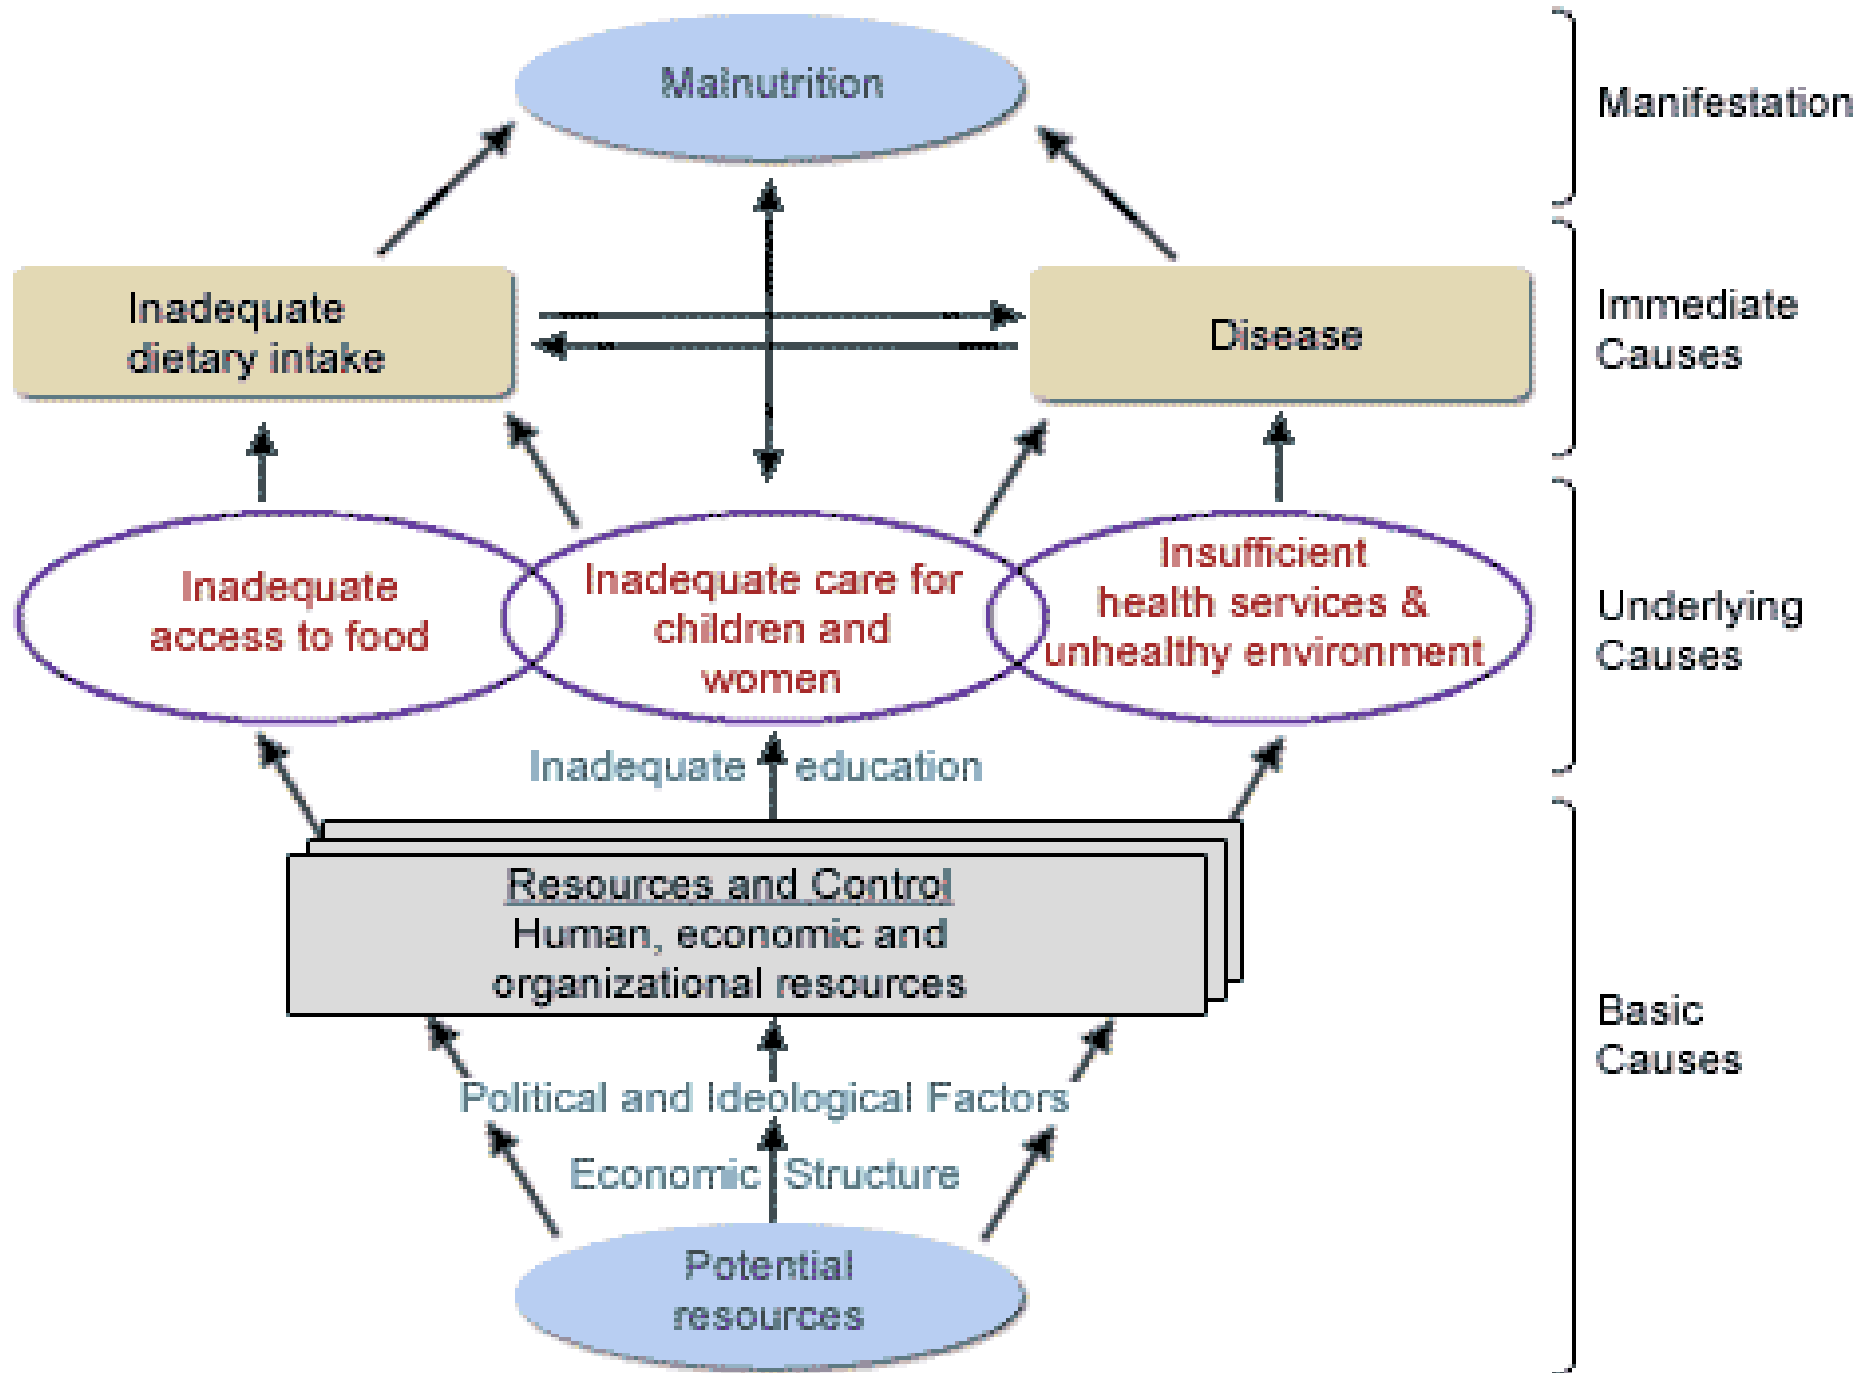 Malnutrition
Manifestation
Inadequate
dietary intake
Disease
Immediate
Causes
Inadequate
access to food
Inadequate care for
children and
women
Insufficient
health services &
unhealthy environment
Underlying
Causes
Inadequate education
Resources and Control
Human, economic and
organizational resources
Basic
Causes
Political and Ideological Factors
Economic Structure
Potential
resources